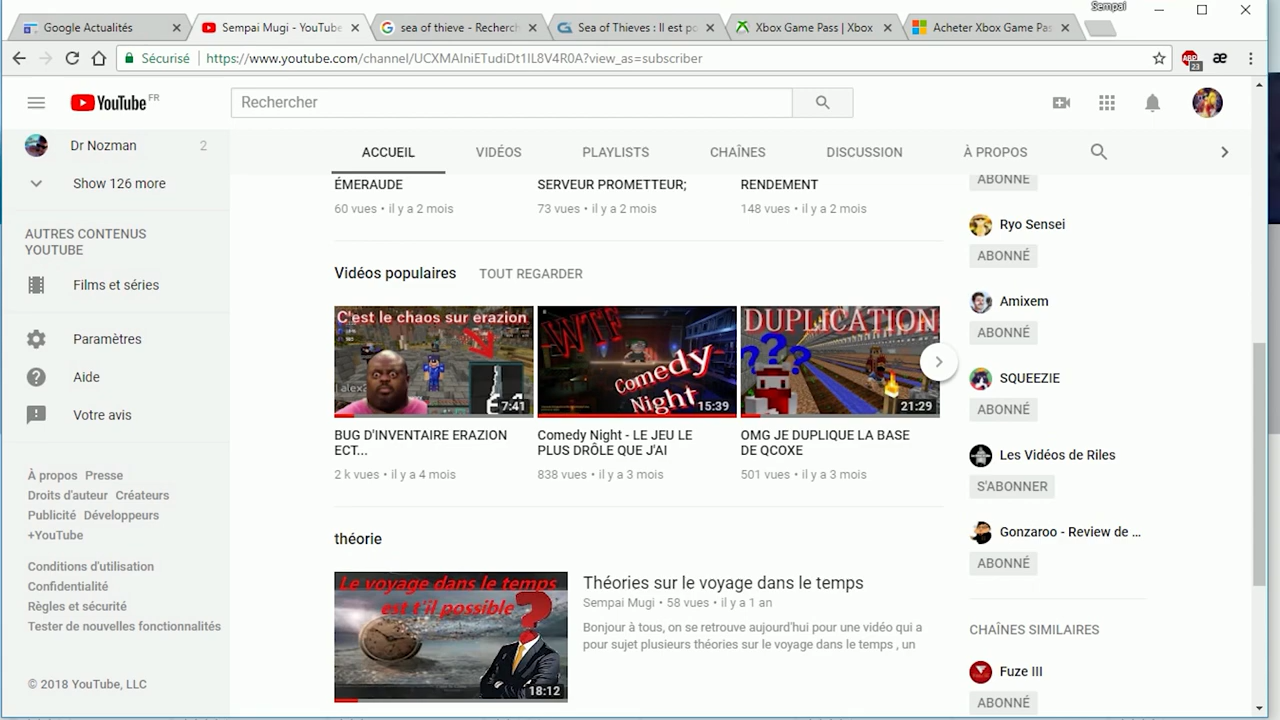 Sempai
Google Actualités
Sempai Mugi - YouTube
sea of thieve - Recherch
Sea of Thieves : Il est po
Xbox Game Pass | Xbox
Acheter Xbox Game Pas
Sécurisé
https://www.youtube.com/channel/UCXMAIniETudiDt1IL8V4R0A?view_as=subscriber
ABP
23
æ
YouTube FR
Rechercher
Dr Nozman 2
Show 126 more
AUTRES CONTENUS
YOUTUBE
Films et séries
Paramètres
Aide
Votre avis
À propos Presse
Droits d'auteur Créateurs
Publicité Développeurs
+YouTube
Conditions d'utilisation
Confidentialité
Règles et sécurité
Tester de nouvelles fonctionnalités
© 2018 YouTube, LLC
ACCUEIL VIDÉOS PLAYLISTS CHAÎNES DISCUSSION À PROPOS
ÉMERAUDE
60 vues • il y a 2 mois
SERVEUR PROMETTEUR;
73 vues • il y a 2 mois
RENDEMENT
148 vues • il y a 2 mois
Vidéos populaires TOUT REGARDER
C'est le chaos sur erazion
7:41
BUG D'INVENTAIRE ERAZION
ECT...
2 k vues • il y a 4 mois
WTF
Comedy
Night
15:39
Comedy Night - LE JEU LE
PLUS DRÔLE QUE J'AI
838 vues • il y a 3 mois
DUPLICATION
???
21:29
OMG JE DUPLIQUE LA BASE
DE QCOXE
501 vues • il y a 3 mois
théorie
Le voyage dans le temps
est t'il possible ?
18:12
Théories sur le voyage dans le temps
Sempai Mugi • 58 vues • il y a 1 an
Bonjour à tous, on se retrouve aujourd'hui pour une vidéo qui a
pour sujet plusieurs théories sur le voyage dans le temps , un
ABONNÉ
Ryo Sensei
ABONNÉ
Amixem
ABONNÉ
SQUEEZIE
ABONNÉ
Les Vidéos de Riles
S'ABONNER
Gonzaroo - Review de ...
ABONNÉ
CHAÎNES SIMILAIRES
Fuze III
ABONNÉ